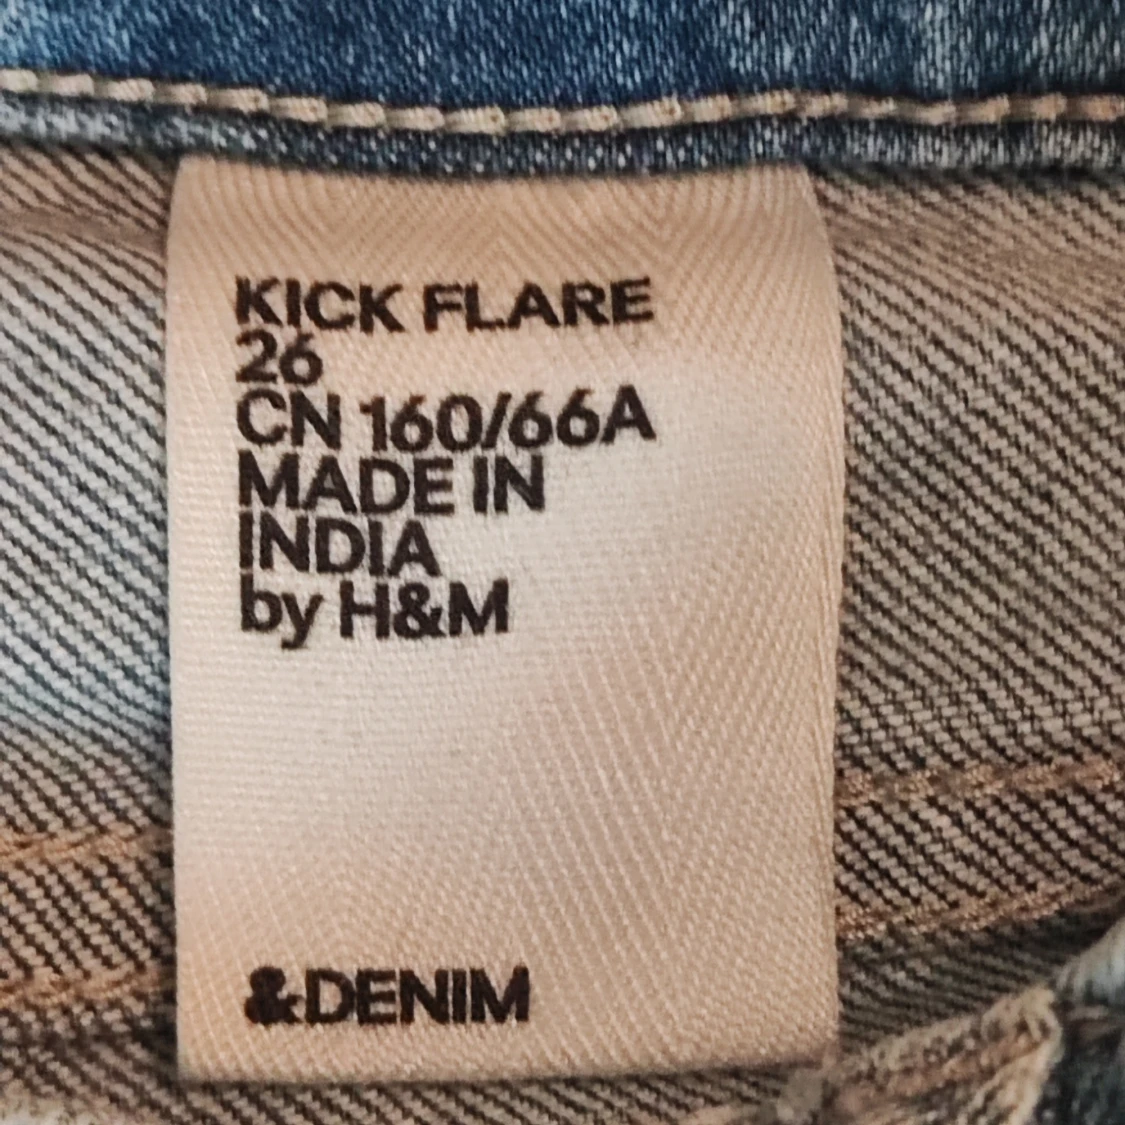 KICK FLARE
26
CN 160/66A
MADE IN
INDIA
by H&M
&DENIM